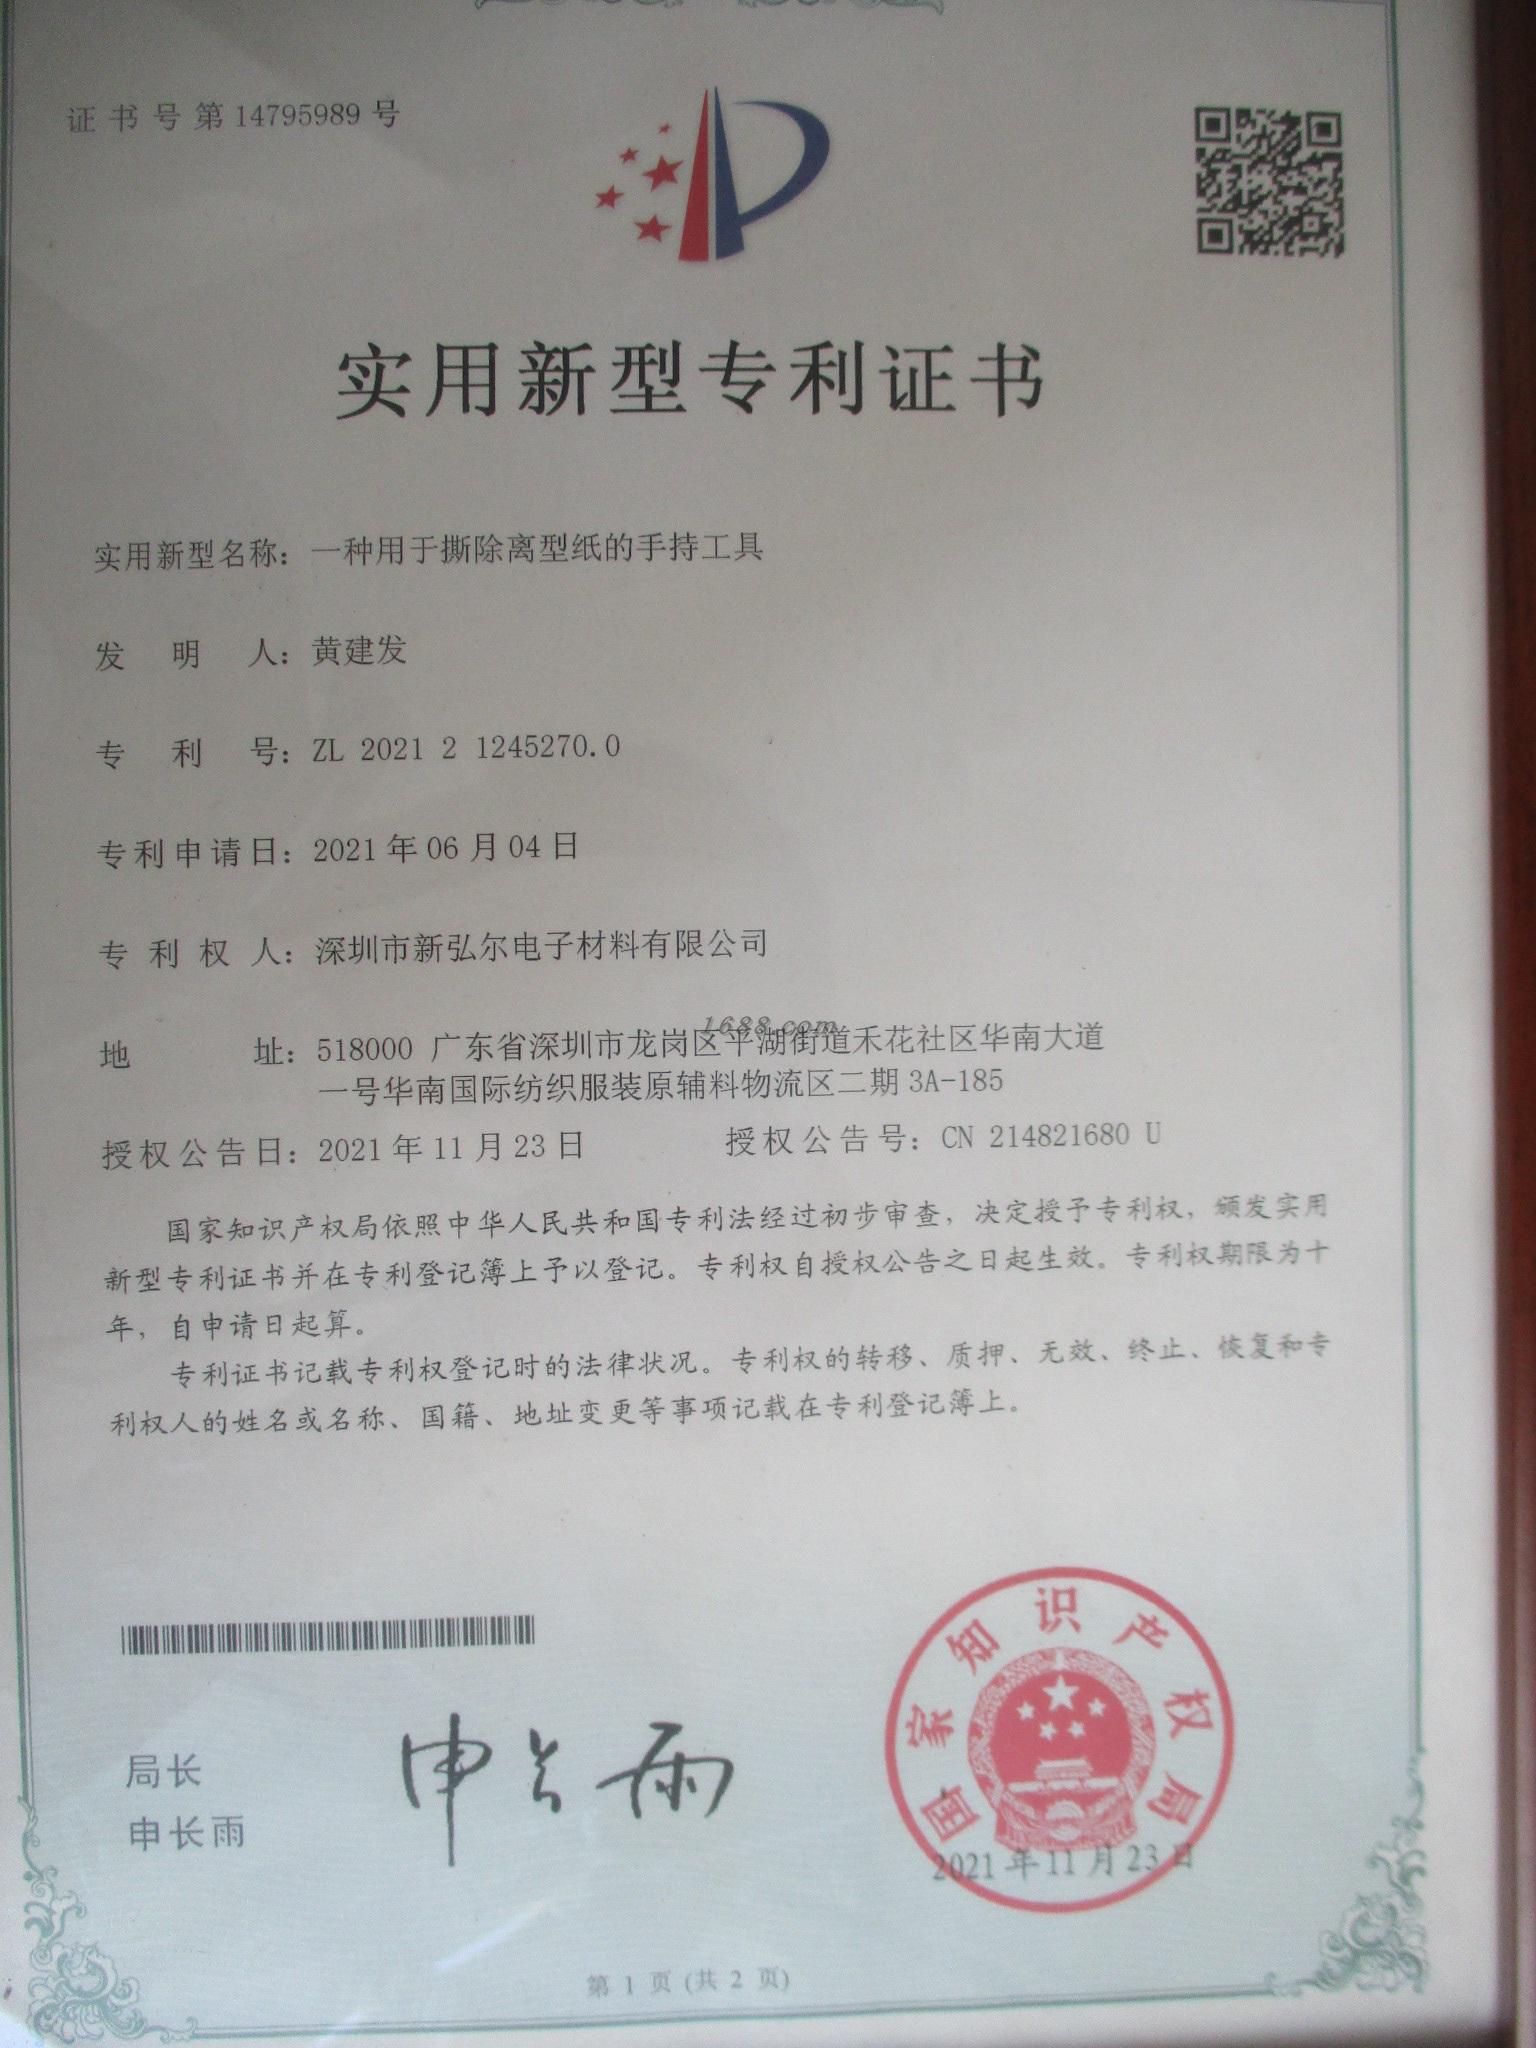 证书号第14795989号
实用新型专利证书
实用新型名称：一种用于撕除离型纸的手持工具
发明人：黄建发
专利号：ZL 2021 2 1245270.0
专利申请日：2021年06月04日
专利权人：深圳市新弘尔电子材料有限公司
1688.com
地址：518000 广东省深圳市龙岗区平湖街道禾花社区华南大道
一号华南国际纺织服装原辅料物流区二期3A-185
授权公告日：2021年11月23日 授权公告号：CN 214821680 U
国家知识产权局依照中华人民共和国专利法经过初步审查，决定授予专利权，颁发实用
新型专利证书并在专利登记簿上予以登记。专利权自授权公告之日起生效。专利权期限为十
年，自申请日起算。
专利证书记载专利权登记时的法律状况。专利权的转移、质押、无效、终止、恢复和专
利权人的姓名或名称、国籍、地址变更等事项记载在专利登记簿上。
国家知识产权局
局长
申长雨
申长雨
2021年11月23日
第1页(共2页)